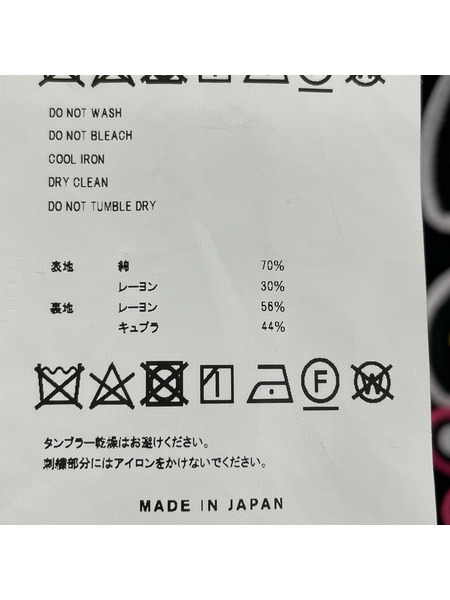 DO NOT WASH
DO NOT BLEACH
COOL IRON
DRY CLEAN
DO NOT TUMBLE DRY
表地 綿 70%
レーヨン 30%
裏地 レーヨン 56%
キュプラ 44%
F W
タンブラー乾燥はお避けください。
刺繍部分にはアイロンをかけないでください。
MADE IN JAPAN